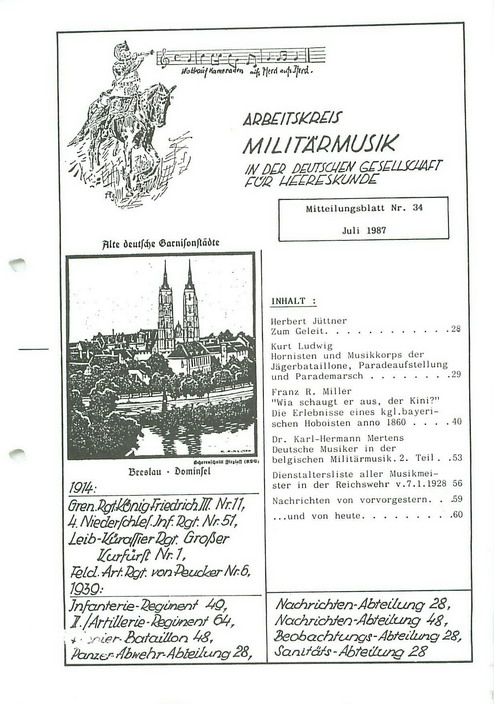 Wohlauf Kameraden aufs Pferd aufs Pferd.
ARBEITSKREIS
MILITÄRMUSIK
IN DER DEUTSCHEN GESELLSCHAFT
FÜR HEERESKUNDE
Mitteilungsblatt Nr. 34
Juli 1987
Alte deutsche Garnisonstädte
Breslau · Dominsel
1914:
Gren.Rgt.König Friedrich III. Nr.11,
4. Niederschles. Inf. Rgt. Nr. 51,
Leib-Kürassier Rgt. Großer
Kurfürst Nr. 1,
Feld. Art. Rgt. von Peucker Nr. 6,
1939:
Infanterie-Regiment 49,
II./Artillerie-Regiment 64,
Bataillon 48,
Panzer-Abwehr-Abteilung 28,
INHALT :
Herbert Jüttner
Zum Geleit. . . . . . . . . . . .28
Kurt Ludwig
Hornisten und Musikkorps der
Jägerbataillone, Paradeaufstellung
und Parademarsch . . . . . . . .29
Franz R. Miller
"Wia schaugt er aus, der Kini?"
Die Erlebnisse eines kgl.bayeri-
schen Hoboisten anno 1860 . . . .40
Dr. Karl-Hermann Mertens
Deutsche Musiker in der
belgischen Militärmusik.2. Teil. .53
Dienstaltersliste aller Musikmei-
ster in der Reichswehr v.7.1.1928 56
Nachrichten von vorvorgestern. . .59
...und von heute. . . . . . . . .60
Nachrichten-Abteilung 28,
Nachrichten-Abteilung 48,
Beobachtungs-Abteilung 28,
Sanitäts-Abteilung 28